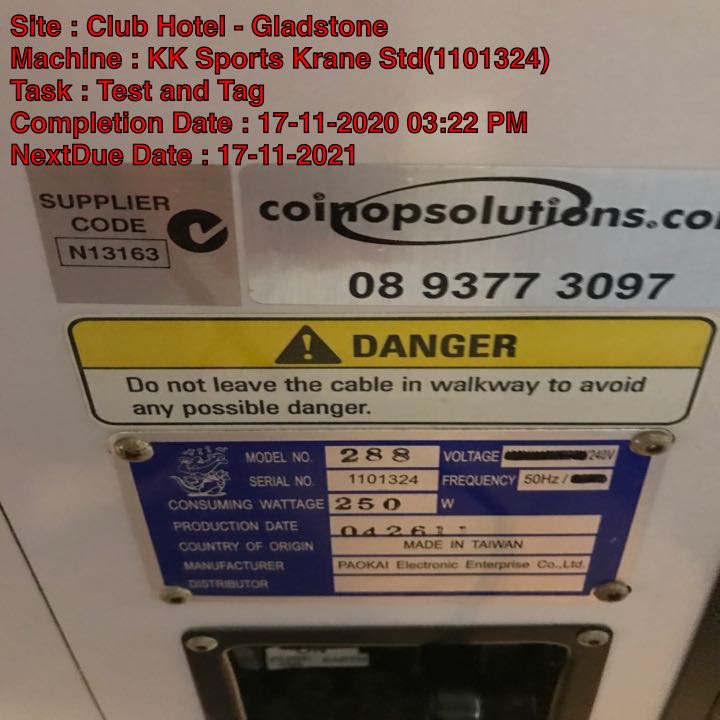 Site : Club Hotel - Gladstone
Machine : KK Sports Krane Std(1101324)
Task : Test and Tag
Completion Date : 17-11-2020 03:22 PM
NextDue Date : 17-11-2021
SUPPLIER
CODE
N13163
coinopsolutions.co
08 9377 3097
DANGER
Do not leave the cable in walkway to avoid
any possible danger.
MODEL NO. 288 VOLTAGE /240V
SERIAL NO. 1101324 FREQUENCY 50Hz /
CONSUMING WATTAGE 250 W
PRODUCTION DATE 042611
COUNTRY OF ORIGIN MADE IN TAIWAN
MANUFACTURER PAOKAI Electronic Enterprise Co.,Ltd.
DISTRIBUTOR